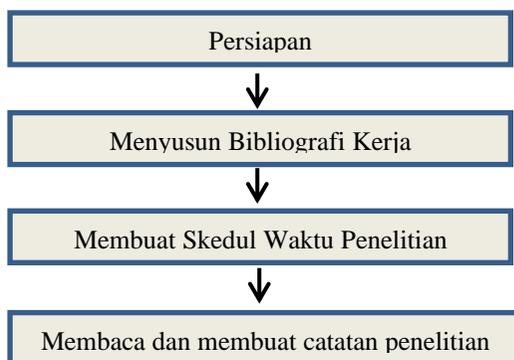 Persiapan
Menyusun Bibliografi Kerja
Membuat Skedul Waktu Penelitian
Membaca dan membuat catatan penelitian